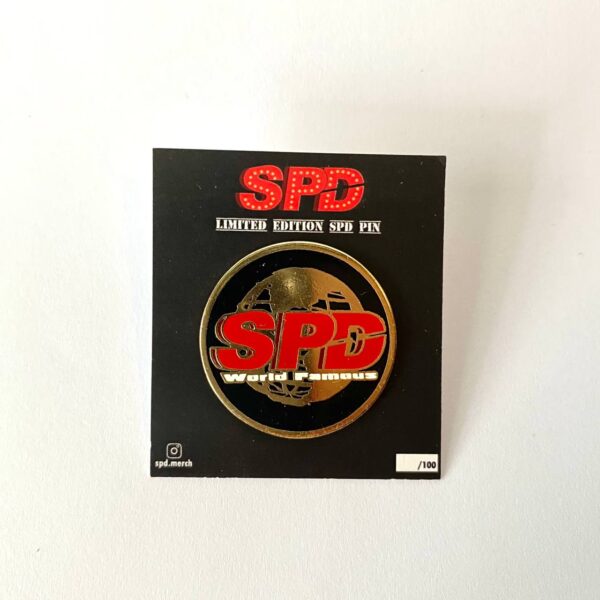 SPD
LIMITED EDITION SPD PIN
SPD
World Famous
spd.merch
/100